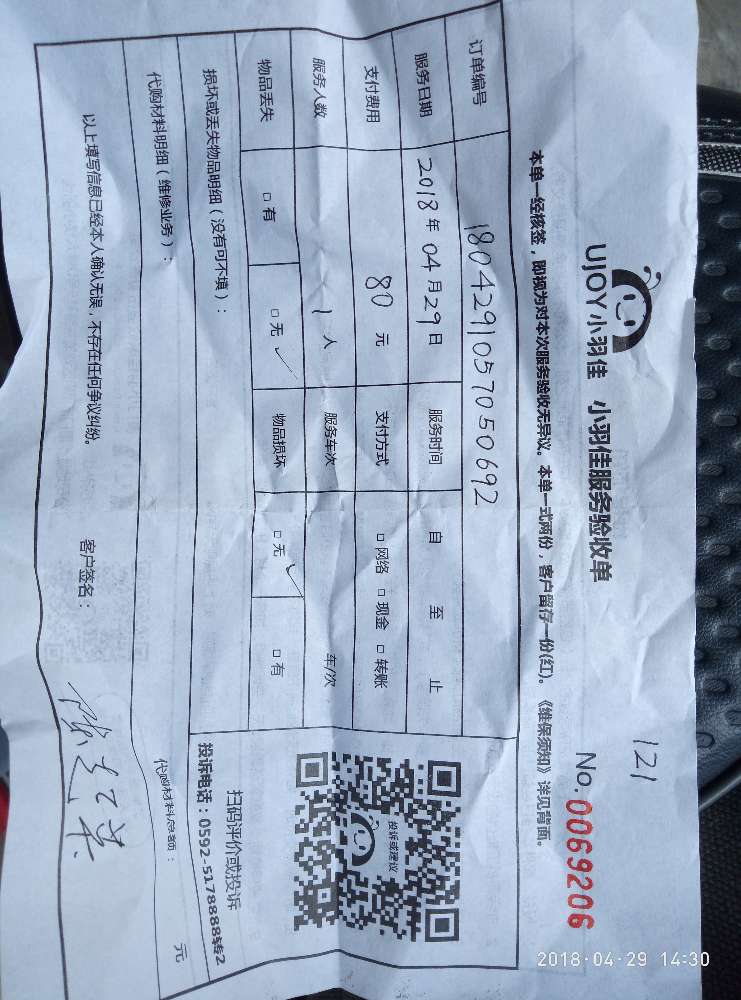 121
UJOY小羽佳 小羽佳服务验收单
No. 0069206
本单一经核签，即视为对本次服务验收无异议。本单一式两份，客户留存一份(红)。《维保须知》详见背面。
订单编号 1804291057050692
服务日期 2018年04月29日 服务时间 自 至 止
支付费用 80元 支付方式 □网络 □现金 □转账
服务人数 1人 服务车次 车/次
物品丢失 □有 □无✓ 物品损坏 □无✓ □有
投诉或建议
扫码评价或投诉
投诉电话：0592-5178888转2
损坏或丢失物品明细（没有可不填）：
代购材料明细（维修业务）： 代购材料总额： 元
以上填写信息已经本人确认无误，不存在任何争议纠纷。 客户签名：
2018-04-29 14:30